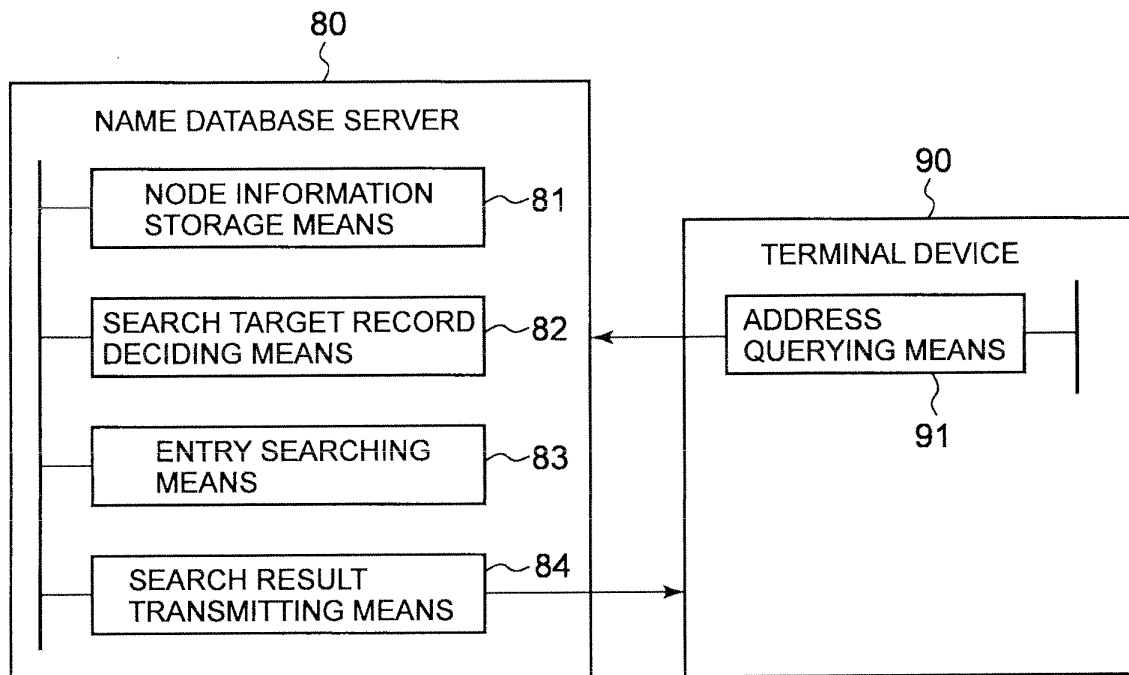 80
NAME DATABASE SERVER
NODE INFORMATION
STORAGE MEANS
81
SEARCH TARGET RECORD
DECIDING MEANS
82
ENTRY SEARCHING
MEANS
83
SEARCH RESULT
TRANSMITTING MEANS
84
90
TERMINAL DEVICE
ADDRESS
QUERYING MEANS
91